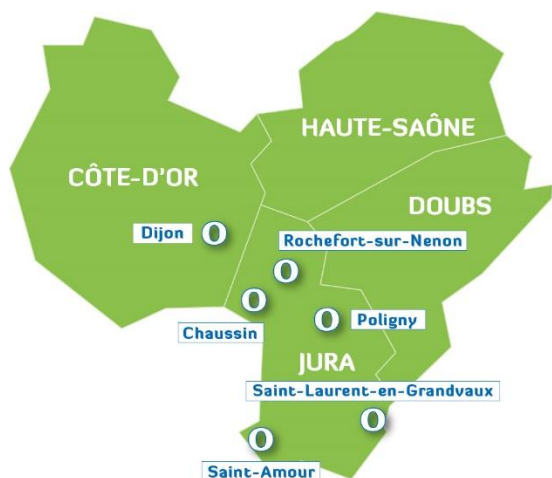 HAUTE-SAÔNE
CÔTE-D'OR
DOUBS
Dijon
Rochefort-sur-Nenon
Chaussin
Poligny
JURA
Saint-Laurent-en-Grandvaux
Saint-Amour